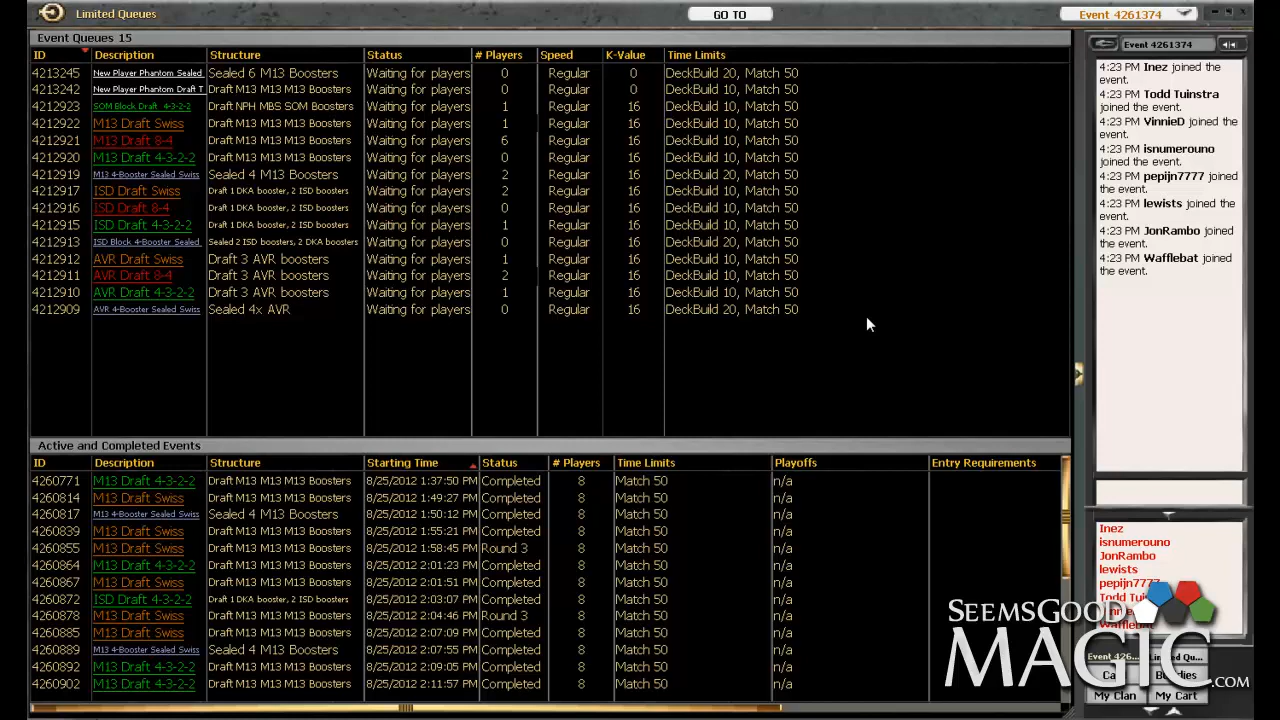 Limited Queues
GO TO
Event 4261374
Event Queues 15
ID Description Structure Status # Players Speed K-Value Time Limits
4213245 New Player Phantom Sealed Sealed 6 M13 Boosters Waiting for players 0 Regular 0 DeckBuild 20, Match 50
4213242 New Player Phantom Draft T Draft M13 M13 M13 Boosters Waiting for players 0 Regular 0 DeckBuild 10, Match 50
4212923 SOM Block Draft 4-3-2-2 Draft NPH MBS SOM Boosters Waiting for players 1 Regular 16 DeckBuild 10, Match 50
4212922 M13 Draft Swiss Draft M13 M13 M13 Boosters Waiting for players 1 Regular 16 DeckBuild 10, Match 50
4212921 M13 Draft 8-4 Draft M13 M13 M13 Boosters Waiting for players 6 Regular 16 DeckBuild 10, Match 50
4212920 M13 Draft 4-3-2-2 Draft M13 M13 M13 Boosters Waiting for players 0 Regular 16 DeckBuild 10, Match 50
4212919 M13 4-Booster Sealed Swiss Sealed 4 M13 Boosters Waiting for players 2 Regular 16 DeckBuild 20, Match 50
4212917 ISD Draft Swiss Draft 1 DKA booster, 2 ISD boosters Waiting for players 2 Regular 16 DeckBuild 10, Match 50
4212916 ISD Draft 8-4 Draft 1 DKA booster, 2 ISD boosters Waiting for players 0 Regular 16 DeckBuild 10, Match 50
4212915 ISD Draft 4-3-2-2 Draft 1 DKA booster, 2 ISD boosters Waiting for players 1 Regular 16 DeckBuild 10, Match 50
4212913 ISD Block 4-Booster Sealed Sealed 2 ISD boosters, 2 DKA boosters Waiting for players 0 Regular 16 DeckBuild 20, Match 50
4212912 AVR Draft Swiss Draft 3 AVR boosters Waiting for players 1 Regular 16 DeckBuild 10, Match 50
4212911 AVR Draft 8-4 Draft 3 AVR boosters Waiting for players 2 Regular 16 DeckBuild 10, Match 50
4212910 AVR Draft 4-3-2-2 Draft 3 AVR boosters Waiting for players 1 Regular 16 DeckBuild 10, Match 50
4212909 AVR 4-Booster Sealed Swiss Sealed 4x AVR Waiting for players 0 Regular 16 DeckBuild 20, Match 50
Active and Completed Events
ID Description Structure Starting Time Status # Players Time Limits Playoffs Entry Requirements
4260771 M13 Draft 4-3-2-2 Draft M13 M13 M13 Boosters 8/25/2012 1:37:50 PM Completed 8 Match 50 n/a
4260814 M13 Draft Swiss Draft M13 M13 M13 Boosters 8/25/2012 1:49:27 PM Completed 8 Match 50 n/a
4260817 M13 4-Booster Sealed Swiss Sealed 4 M13 Boosters 8/25/2012 1:50:12 PM Completed 8 Match 50 n/a
4260839 M13 Draft Swiss Draft M13 M13 M13 Boosters 8/25/2012 1:55:21 PM Completed 8 Match 50 n/a
4260855 M13 Draft Swiss Draft M13 M13 M13 Boosters 8/25/2012 1:58:45 PM Round 3 8 Match 50 n/a
4260864 M13 Draft 4-3-2-2 Draft M13 M13 M13 Boosters 8/25/2012 2:01:23 PM Completed 8 Match 50 n/a
4260867 M13 Draft Swiss Draft M13 M13 M13 Boosters 8/25/2012 2:01:51 PM Completed 8 Match 50 n/a
4260872 ISD Draft 4-3-2-2 Draft 1 DKA booster, 2 ISD boosters 8/25/2012 2:03:07 PM Completed 8 Match 50 n/a
4260878 M13 Draft Swiss Draft M13 M13 M13 Boosters 8/25/2012 2:04:46 PM Round 3 8 Match 50 n/a
4260885 M13 Draft Swiss Draft M13 M13 M13 Boosters 8/25/2012 2:07:09 PM Completed 8 Match 50 n/a
4260889 M13 4-Booster Sealed Swiss Sealed 4 M13 Boosters 8/25/2012 2:07:55 PM Completed 8 Match 50 n/a
4260892 M13 Draft 4-3-2-2 Draft M13 M13 M13 Boosters 8/25/2012 2:09:05 PM Completed 8 Match 50 n/a
4260902 M13 Draft 4-3-2-2 Draft M13 M13 M13 Boosters 8/25/2012 2:11:57 PM Completed 8 Match 50 n/a
Event 4261374
4:23 PM Inez joined the
event.
4:23 PM Todd Tuinstra
joined the event.
4:23 PM VinnieD joined the
event.
4:23 PM isnumerouno
joined the event.
4:23 PM pepijn7777 joined
the event.
4:23 PM lewists joined the
event.
4:23 PM JonRambo joined
the event.
4:23 PM Wafflebat joined
the event.
Inez
isnumerouno
JonRambo
lewists
pepijn7777
Todd
SEEMSGOOD
MAGIC.COM
Event 426...
My Clan My Cart